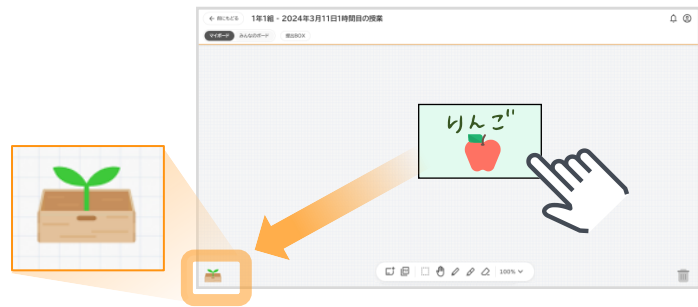 ← 前にもどる 1年1組 - 2024年3月11日1時間目の授業
マイボード みんなのボード 提出BOX
りんご
100%